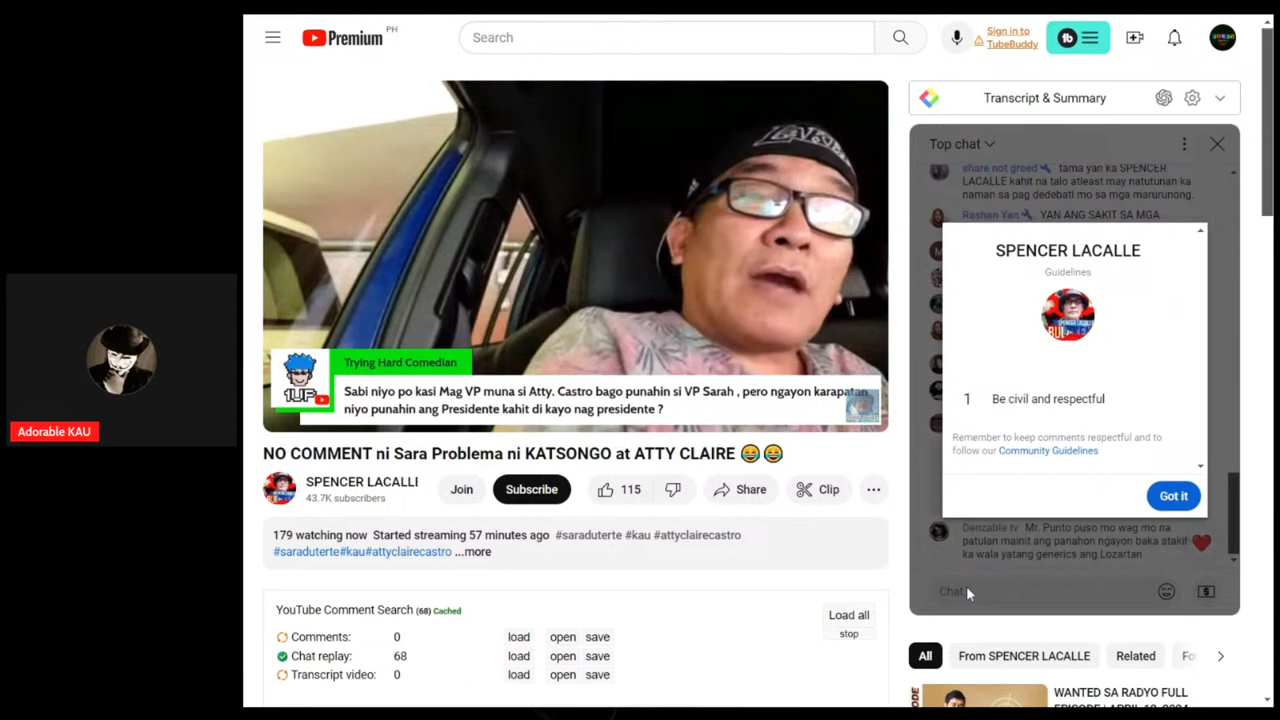 Premium PH
Search
Sign in to
TubeBuddy
Adorable KAU
Trying Hard Comedian
Sabi niyo po kasi Mag VP muna si Atty. Castro bago punahin si VP Sarah , pero ngayon karapatan
niyo punahin ang Presidente kahit di kayo nag presidente ?
1UP
NO COMMENT ni Sara Problema ni KATSONGO at ATTY CLAIRE 😂😂
SPENCER LACALLE
43.7K subscribers
Join
Subscribe
115
Share
Clip
179 watching now Started streaming 57 minutes ago #saraduterte #kau #attyclairecastro
#saraduterte#kau#attyclairecastro ...more
YouTube Comment Search (68) Cached
Load all
stop
Comments: 0 load open save
Chat replay: 68 load open save
Transcript video: 0 load open save
Transcript & Summary
Top chat
share not greed tama yan ka SPENCER
LACALLE kahit na talo atleast may natutunan ka
naman sa pag dedebati mo sa mga marurunong.
Rashan Yan YAN ANG SAKIT SA MGA
SPENCER LACALLE
Guidelines
1 Be civil and respectful
Remember to keep comments respectful and to
follow our Community Guidelines
Got it
Denzable tv Mr. Punto puso mo wag mo na
patulan mainit ang panahon ngayon baka atakif
ka wala yatang generics ang Lozartan
Chat
All
From SPENCER LACALLE
Related
WANTED SA RADYO FULL